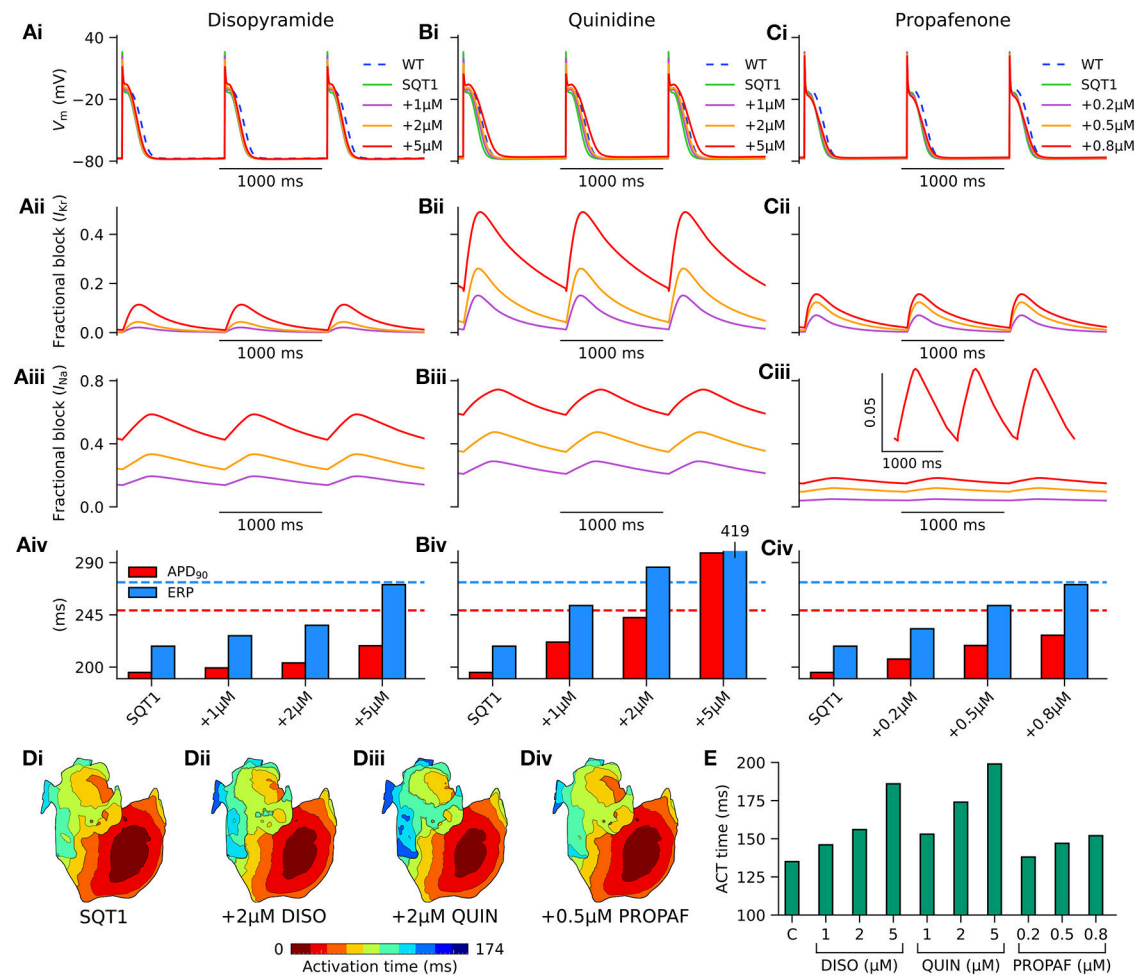 Disopyramide
Quinidine
Propafenone
Ai
40
−20
−80
Vm (mV)
WT
SQT1
+1μM
+2μM
+5μM
1000 ms
Bi
WT
SQT1
+1μM
+2μM
+5μM
1000 ms
Ci
WT
SQT1
+0.2μM
+0.5μM
+0.8μM
1000 ms
Aii
Fractional block (IKr)
0.4
0.2
0.0
1000 ms
Bii
1000 ms
Cii
1000 ms
Aiii
Fractional block (INa)
0.8
0.4
0.0
1000 ms
Biii
1000 ms
Ciii
0.05
1000 ms
1000 ms
Aiv
(ms)
290
245
200
APD90
ERP
SQT1
+1μM
+2μM
+5μM
Biv
419
SQT1
+1μM
+2μM
+5μM
Civ
SQT1
+0.2μM
+0.5μM
+0.8μM
Di
SQT1
Dii
+2μM DISO
Diii
+2μM QUIN
Div
+0.5μM PROPAF
0
174
Activation time (ms)
E
ACT time (ms)
200
175
150
125
100
C 1 2 5 1 2 5 0.2 0.5 0.8
DISO (μM) QUIN (μM) PROPAF (μM)